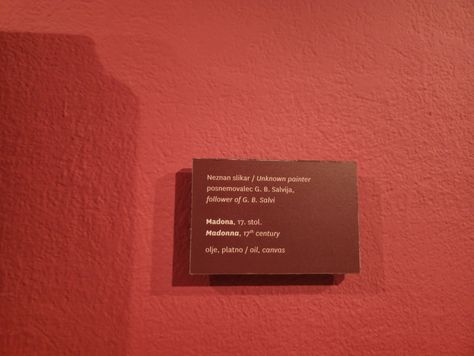 Neznan slikar / Unknown painter
posnemovalec G. B. Salvija,
follower of G. B. Salvi
Madona, 17. stol.
Madonna, 17th century
olje, platno / oil, canvas